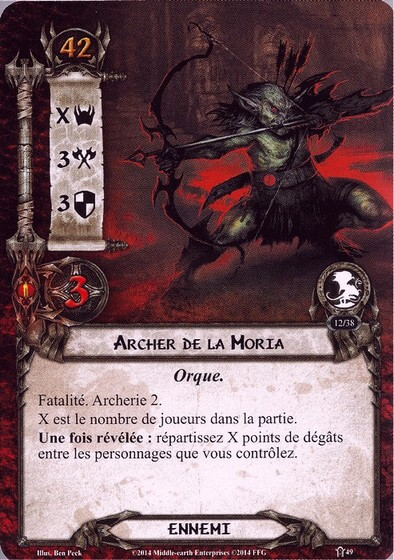 42
X
3
3
3
12/38
Archer de la Moria
Orque.
Fatalité. Archerie 2.
X est le nombre de joueurs dans la partie.
Une fois révélée : répartissez X points de dégâts
entre les personnages que vous contrôlez.
ENNEMI
Illus. Ben Peck ©2014 Middle-earth Enterprises ©2014 FFG 49